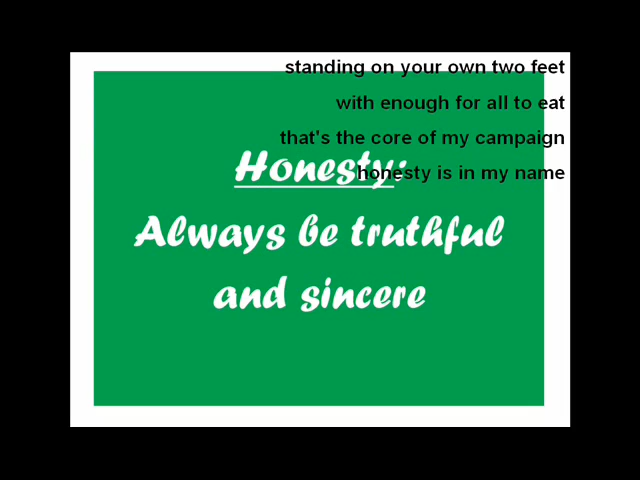 standing on your own two feet
with enough for all to eat
that's the core of my campaign
honesty is in my name
Honesty:
Always be truthful
and sincere